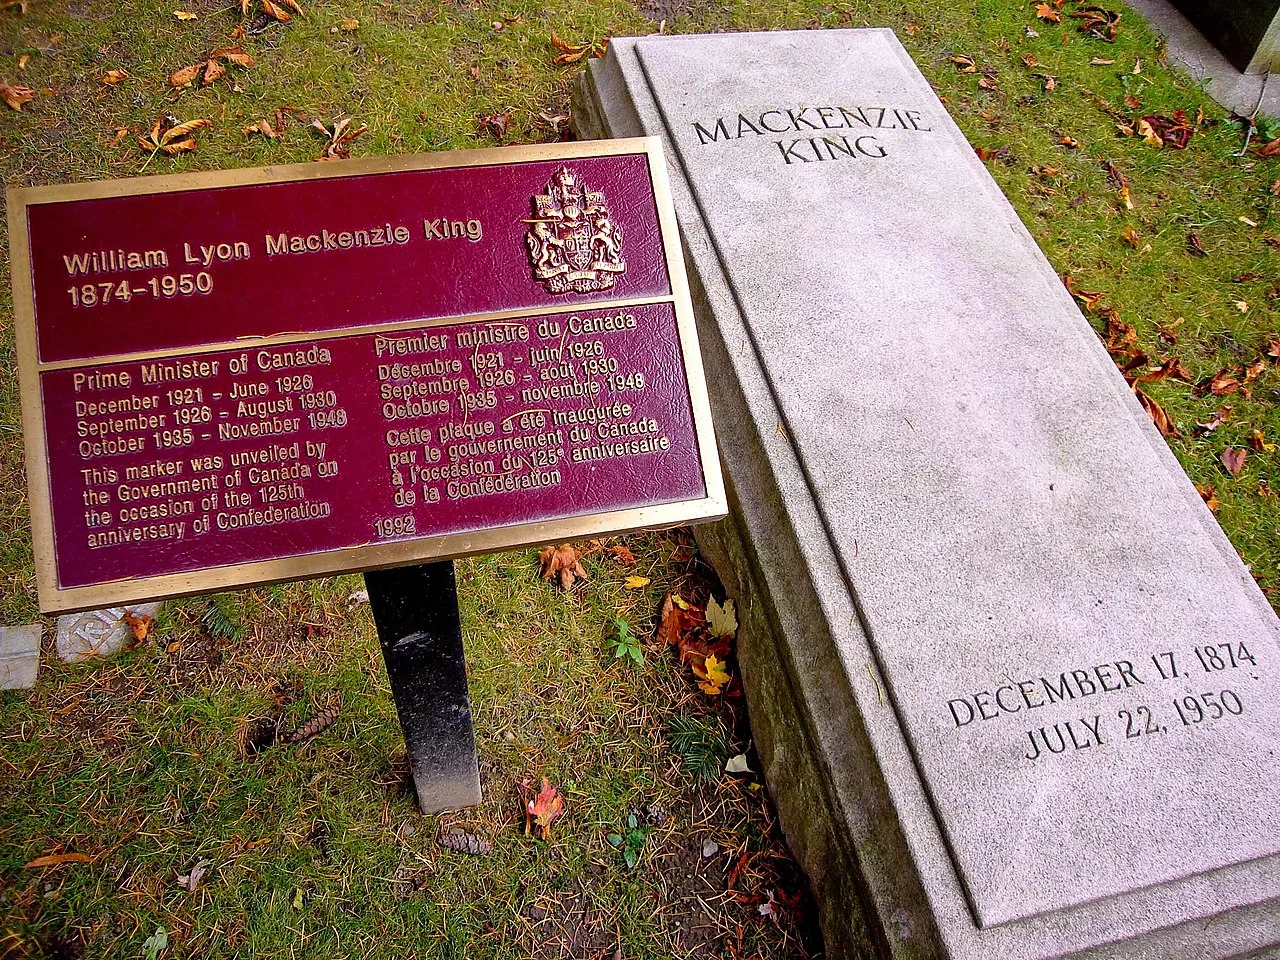 William Lyon Mackenzie King
1874-1950
Prime Minister of Canada
December 1921 - June 1926
September 1926 - August 1930
October 1935 - November 1948
This marker was unveiled by
the Government of Canada on
the occasion of the 125th
anniversary of Confederation
Premier ministre du Canada
Décembre 1921 - juin 1926
Septembre 1926 - août 1930
Octobre 1935 - novembre 1948
Cette plaque a été inaugurée
par le gouvernement du Canada
à l'occasion du 125e anniversaire
de la Confédération
1992
MACKENZIE
KING
DECEMBER 17, 1874
JULY 22, 1950